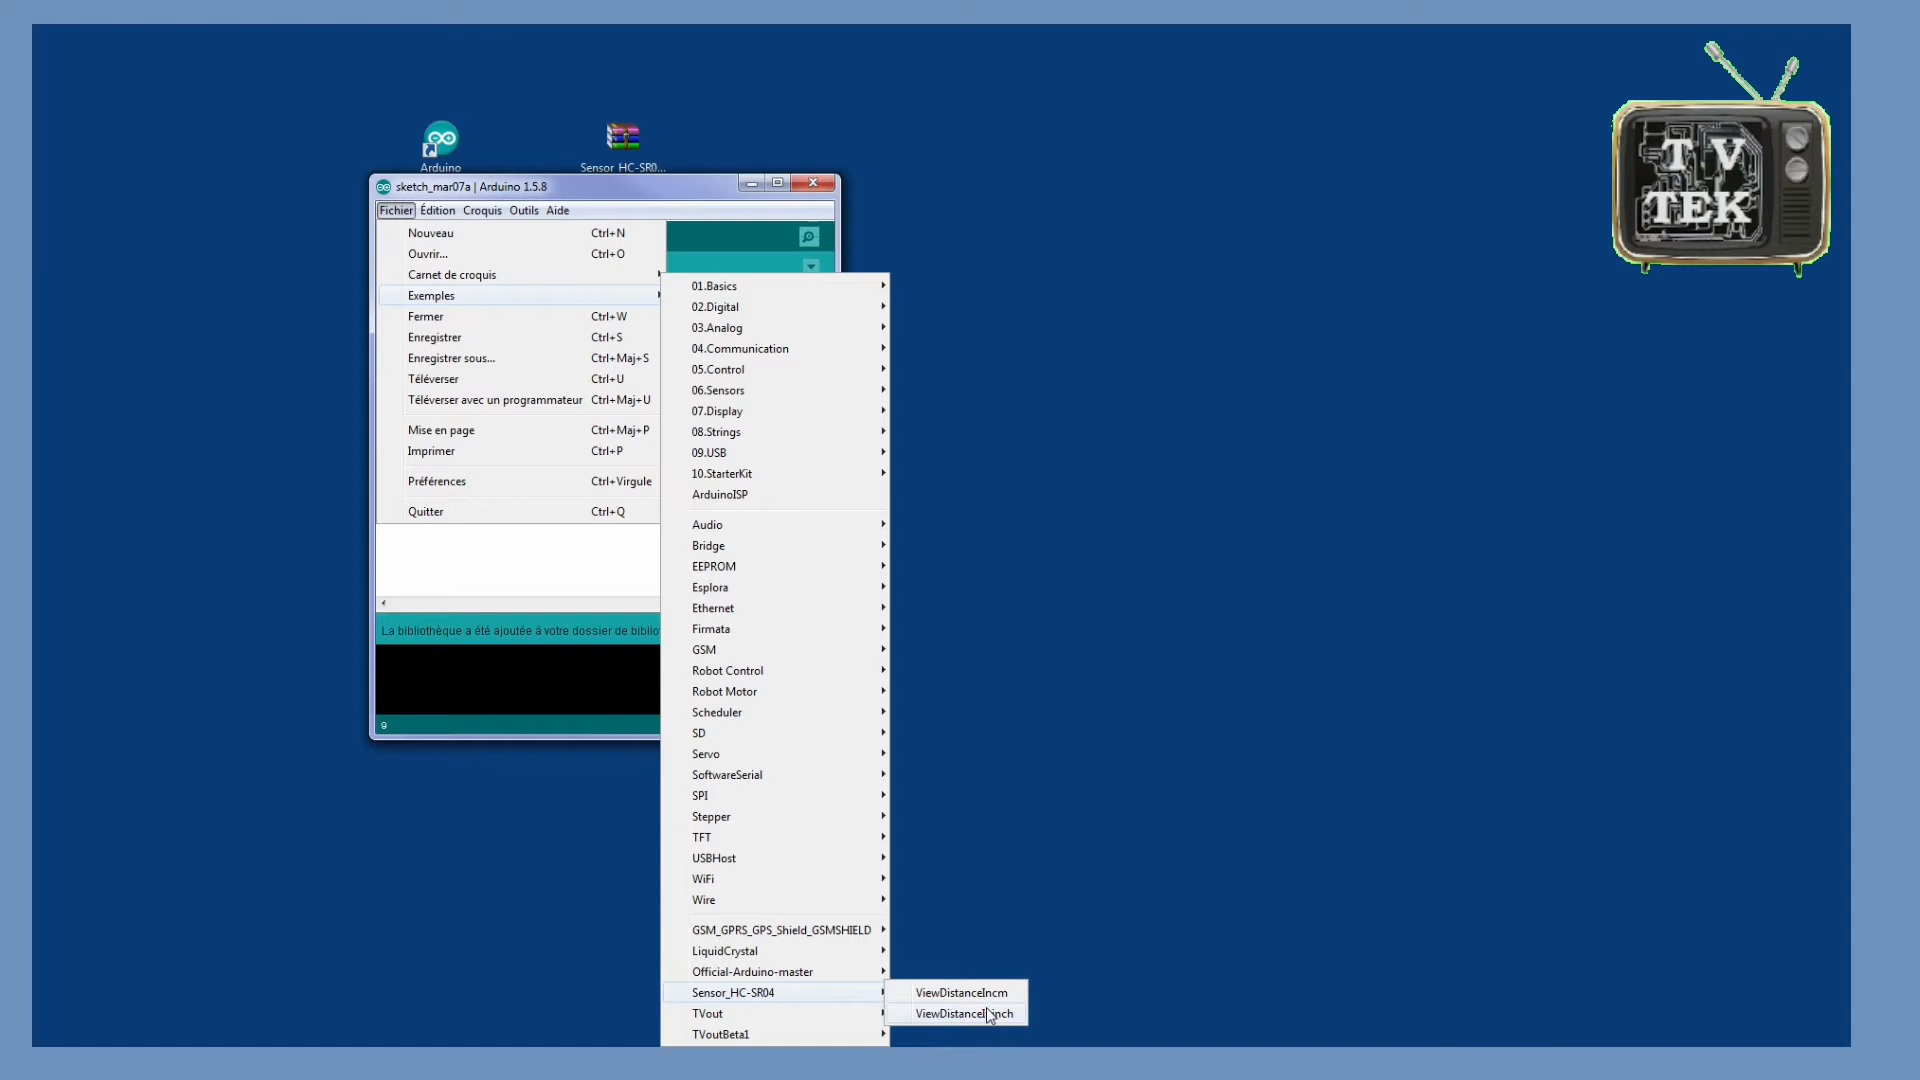 TV
TEK
Arduino
Sensor_HC-SR0...
sketch_mar07a | Arduino 1.5.8
Fichier Édition Croquis Outils Aide
Nouveau Ctrl+N
Ouvrir... Ctrl+O
Carnet de croquis
Exemples
Fermer Ctrl+W
Enregistrer Ctrl+S
Enregistrer sous... Ctrl+Maj+S
Téléverser Ctrl+U
Téléverser avec un programmateur Ctrl+Maj+U
Mise en page Ctrl+Maj+P
Imprimer Ctrl+P
Préférences Ctrl+Virgule
Quitter Ctrl+Q
La bibliothèque a été ajoutée à votre dossier de biblio
9
01.Basics
02.Digital
03.Analog
04.Communication
05.Control
06.Sensors
07.Display
08.Strings
09.USB
10.StarterKit
ArduinoISP
Audio
Bridge
EEPROM
Esplora
Ethernet
Firmata
GSM
Robot Control
Robot Motor
Scheduler
SD
Servo
SoftwareSerial
SPI
Stepper
TFT
USBHost
WiFi
Wire
GSM_GPRS_GPS_Shield_GSMSHIELD
LiquidCrystal
Official-Arduino-master
Sensor_HC-SR04
TVout
TVoutBeta1
ViewDistanceIncm